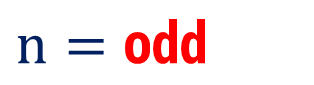 n = odd